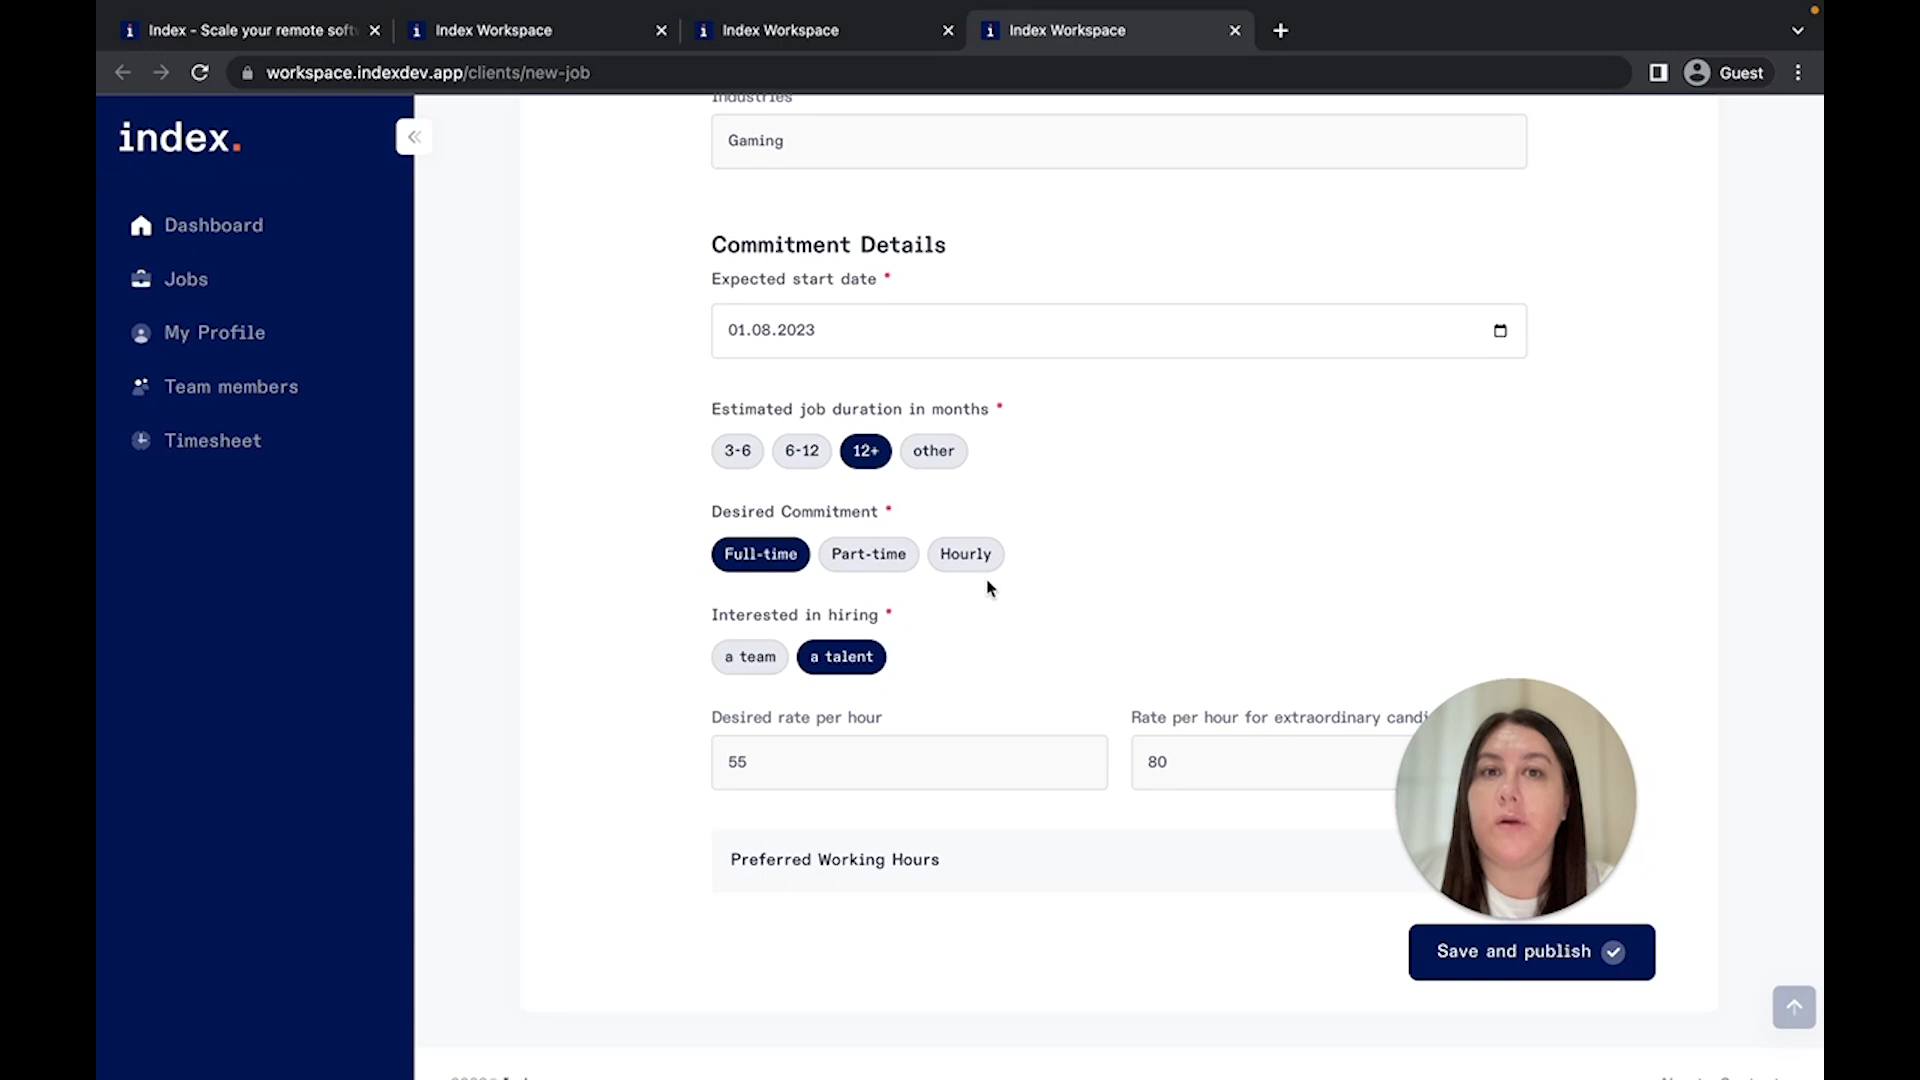 Index - Scale your remote soft
Index Workspace
Index Workspace
Index Workspace
workspace.indexdev.app/clients/new-job
Guest
index.
Dashboard
Jobs
My Profile
Team members
Timesheet
Industries
Gaming
Commitment Details
Expected start date *
01.08.2023
Estimated job duration in months *
3-6 6-12 12+ other
Desired Commitment *
Full-time Part-time Hourly
Interested in hiring *
a team a talent
Desired rate per hour
55
Rate per hour for extraordinary candi
80
Preferred Working Hours
Save and publish